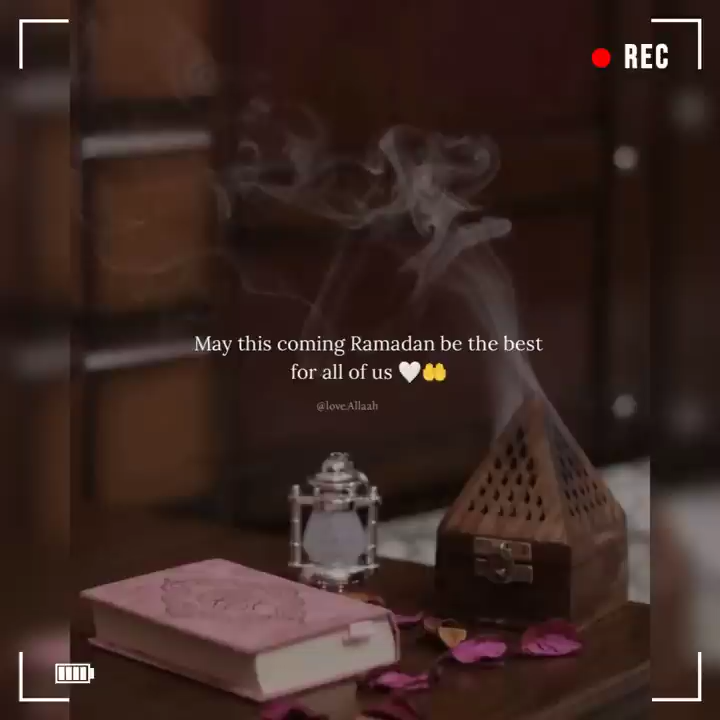 REC
May this coming Ramadan be the best
for all of us 🤍🤲
@love.Allaah